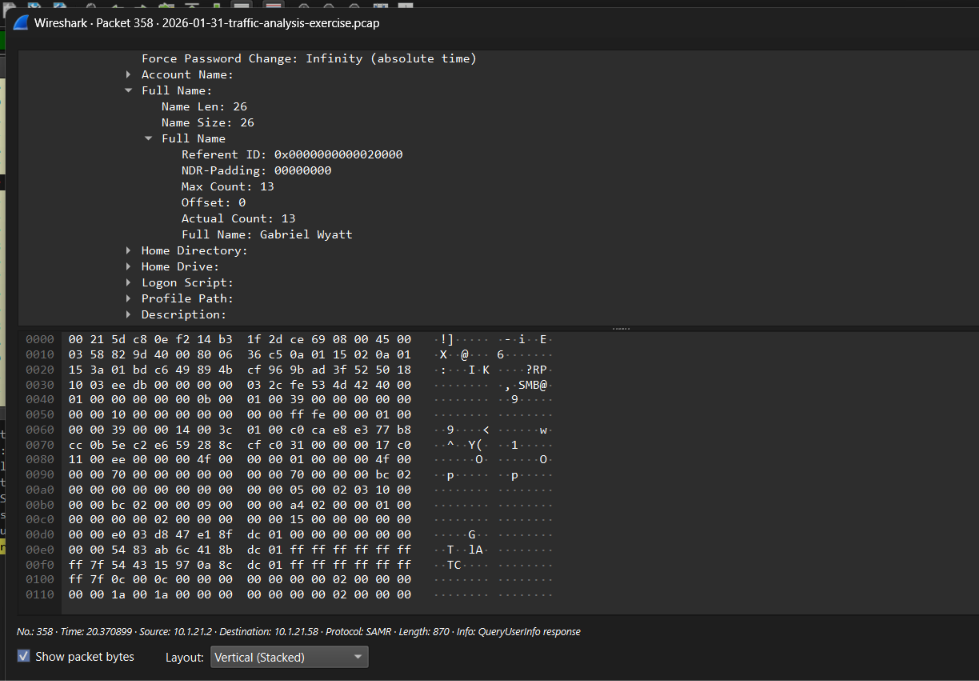 Wireshark · Packet 358 · 2026-01-31-traffic-analysis-exercise.pcap
Force Password Change: Infinity (absolute time)
Account Name:
Full Name:
Name Len: 26
Name Size: 26
Full Name
Referent ID: 0x0000000000020000
NDR-Padding: 00000000
Max Count: 13
Offset: 0
Actual Count: 13
Full Name: Gabriel Wyatt
Home Directory:
Home Drive:
Logon Script:
Profile Path:
Description:
0000 00 21 5d c8 0e f2 14 b3 1f 2d ce 69 08 00 45 00 ·!]····· ·-·i··E·
0010 03 58 82 9d 40 00 80 06 36 c5 0a 01 15 02 0a 01 ·X··@··· 6·······
0020 15 3a 01 bd c6 49 89 4b cf 96 9b ad 3f 52 50 18 ·:···I·K ····?RP·
0030 10 03 ee db 00 00 00 00 03 2c fe 53 4d 42 40 00 ········ ·,·SMB@·
0040 01 00 00 00 00 00 0b 00 01 00 39 00 00 00 00 00 ········ ··9·····
0050 00 00 10 00 00 00 00 00 00 00 ff fe 00 00 01 00 ········ ········
0060 00 00 39 00 00 14 00 3c 01 00 c0 ca e8 e3 77 b8 ··9····< ······w·
0070 cc 0b 5e c2 e6 59 28 8c cf c0 31 00 00 00 17 c0 ··^··Y(· ··1·····
0080 11 00 ee 00 00 00 4f 00 00 00 01 00 00 00 4f 00 ······O· ······O·
0090 00 00 70 00 00 00 00 00 00 00 70 00 00 00 bc 02 ··p····· ··p·····
00a0 00 00 00 00 00 00 00 00 00 00 05 00 02 03 10 00 ········ ········
00b0 00 00 bc 02 00 00 09 00 00 00 a4 02 00 00 01 00 ········ ········
00c0 00 00 00 00 02 00 00 00 00 00 15 00 00 00 00 00 ········ ········
00d0 00 00 e0 03 d8 47 e1 8f dc 01 00 00 00 00 00 00 ·····G·· ········
00e0 00 00 54 83 ab 6c 41 8b dc 01 ff ff ff ff ff ff ··T··lA· ········
00f0 ff 7f 54 43 15 97 0a 8c dc 01 ff ff ff ff ff ff ··TC···· ········
0100 ff 7f 0c 00 0c 00 00 00 00 00 00 00 02 00 00 00 ········ ········
0110 00 00 1a 00 1a 00 00 00 00 00 00 00 02 00 00 00 ········ ········
No.: 358 · Time: 20.370899 · Source: 10.1.21.2 · Destination: 10.1.21.58 · Protocol: SAMR · Length: 870 · Info: QueryUserInfo response
Show packet bytes Layout: Vertical (Stacked)